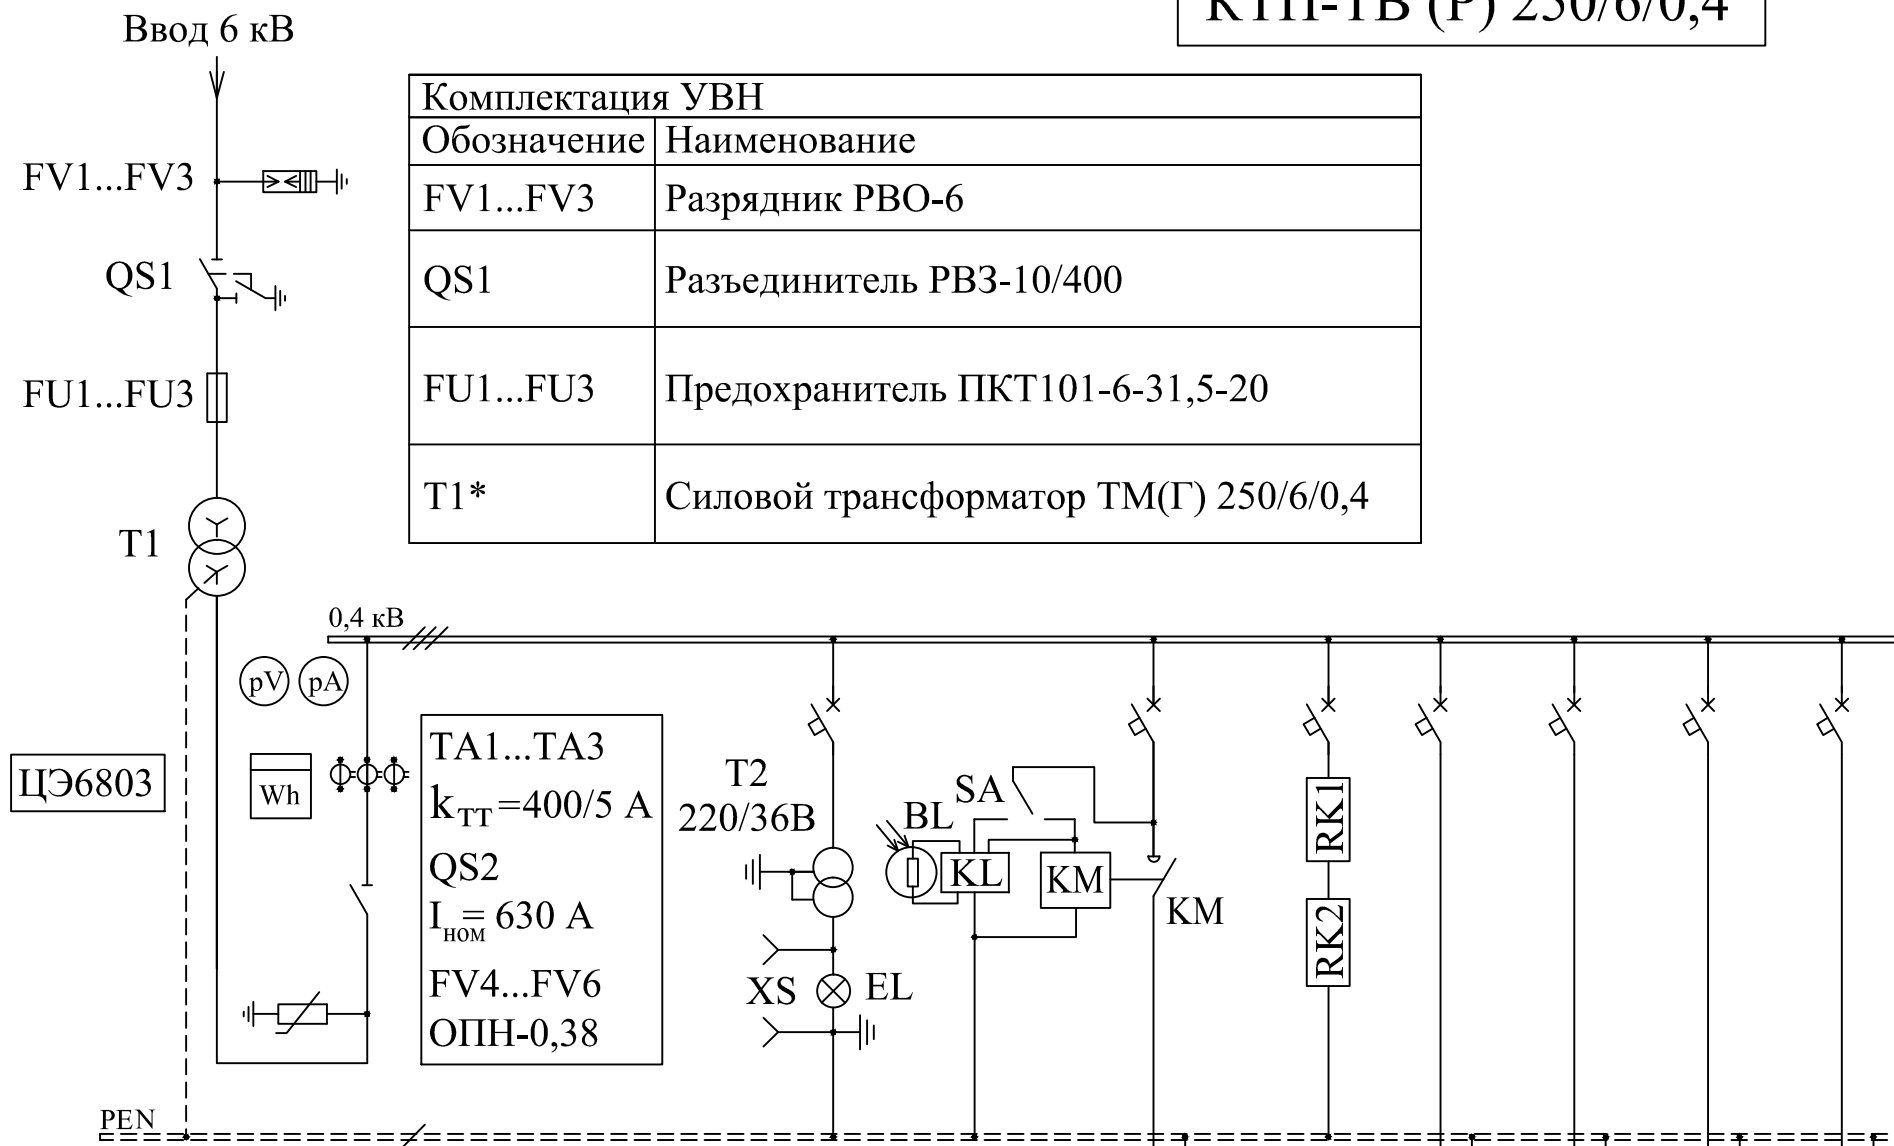 КТП-ТВ (Р) 250/6/0,4
Ввод 6 кВ
Комплектация УВН
Обозначение Наименование
FV1...FV3 Разрядник РВО-6
QS1 Разъединитель РВЗ-10/400
FU1...FU3 Предохранитель ПКТ101-6-31,5-20
T1* Силовой трансформатор ТМ(Г) 250/6/0,4
FV1...FV3
QS1
FU1...FU3
T1
0,4 кВ
pV pA
ЦЭ6803
Wh
TA1...TA3
kТТ=400/5 А
QS2
Iном= 630 А
FV4...FV6
ОПН-0,38
T2
220/36В
XS
EL
BL
SA
KL
KM
KM
RK1
RK2
PEN